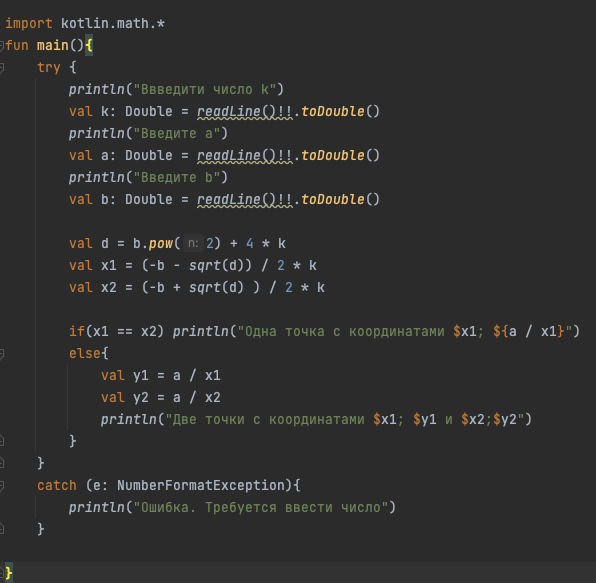 import kotlin.math.*
fun main(){
try {
println("Ввведити число k")
val k: Double = readLine()!!.toDouble()
println("Введите a")
val a: Double = readLine()!!.toDouble()
println("Введите b")
val b: Double = readLine()!!.toDouble()
val d = b.pow( n: 2) + 4 * k
val x1 = (-b - sqrt(d)) / 2 * k
val x2 = (-b + sqrt(d) ) / 2 * k
if(x1 == x2) println("Одна точка с координатами $x1; ${a / x1}")
else{
val y1 = a / x1
val y2 = a / x2
println("Две точки с координатами $x1; $y1 и $x2;$y2")
}
}
catch (e: NumberFormatException){
println("Ошибка. Требуется ввести число")
}
}